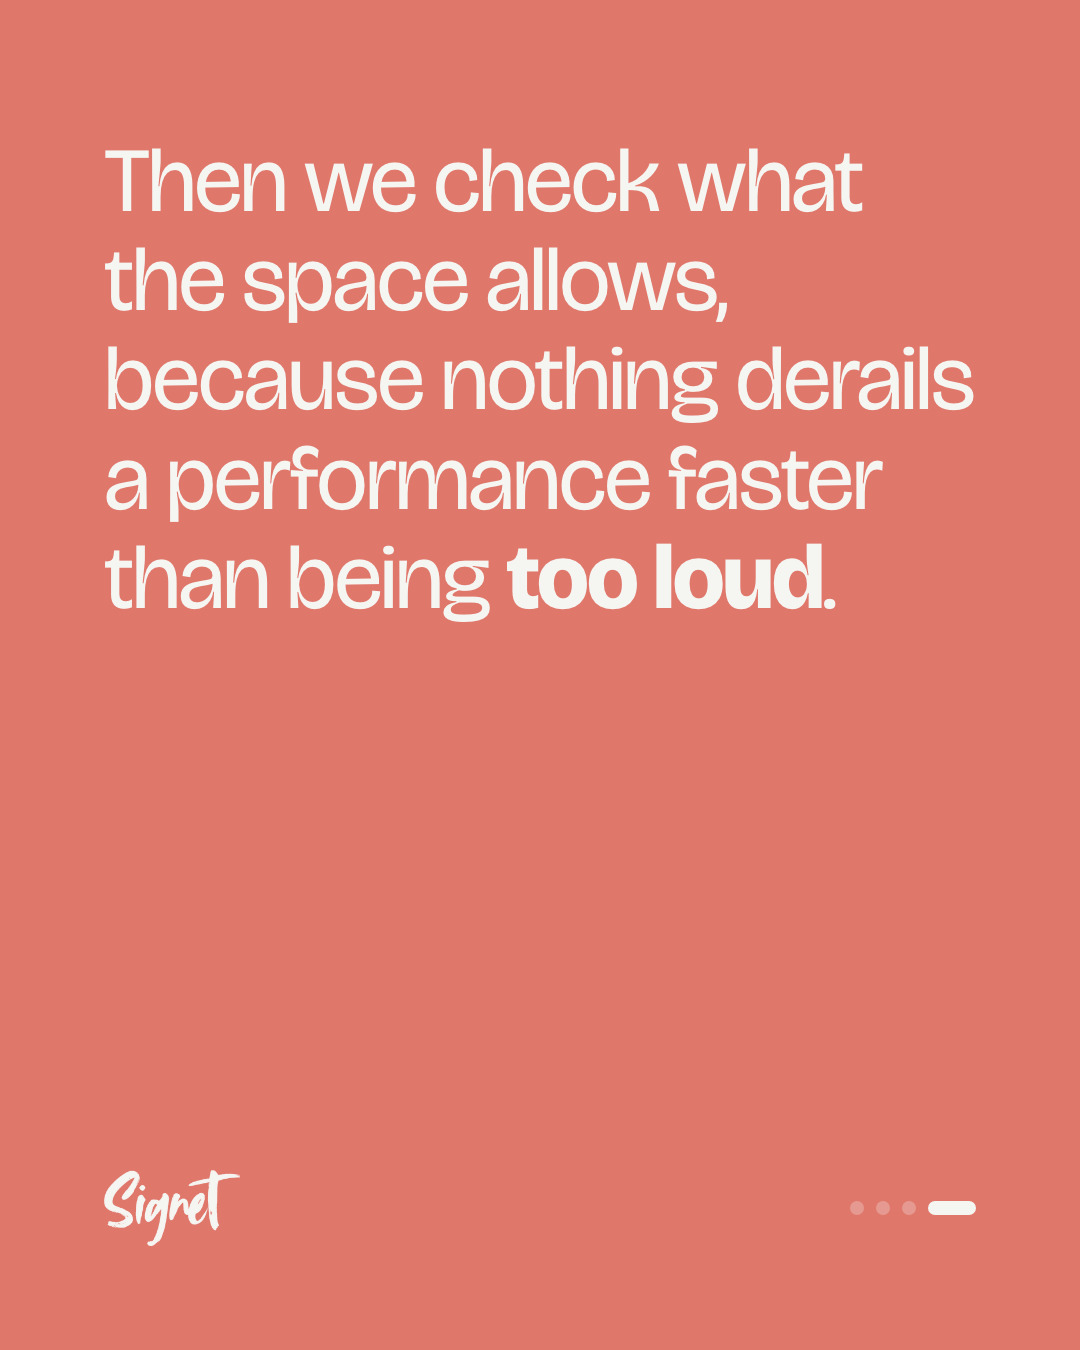 Then we check what
the space allows,
because nothing derails
a performance faster
than being too loud.
Signet